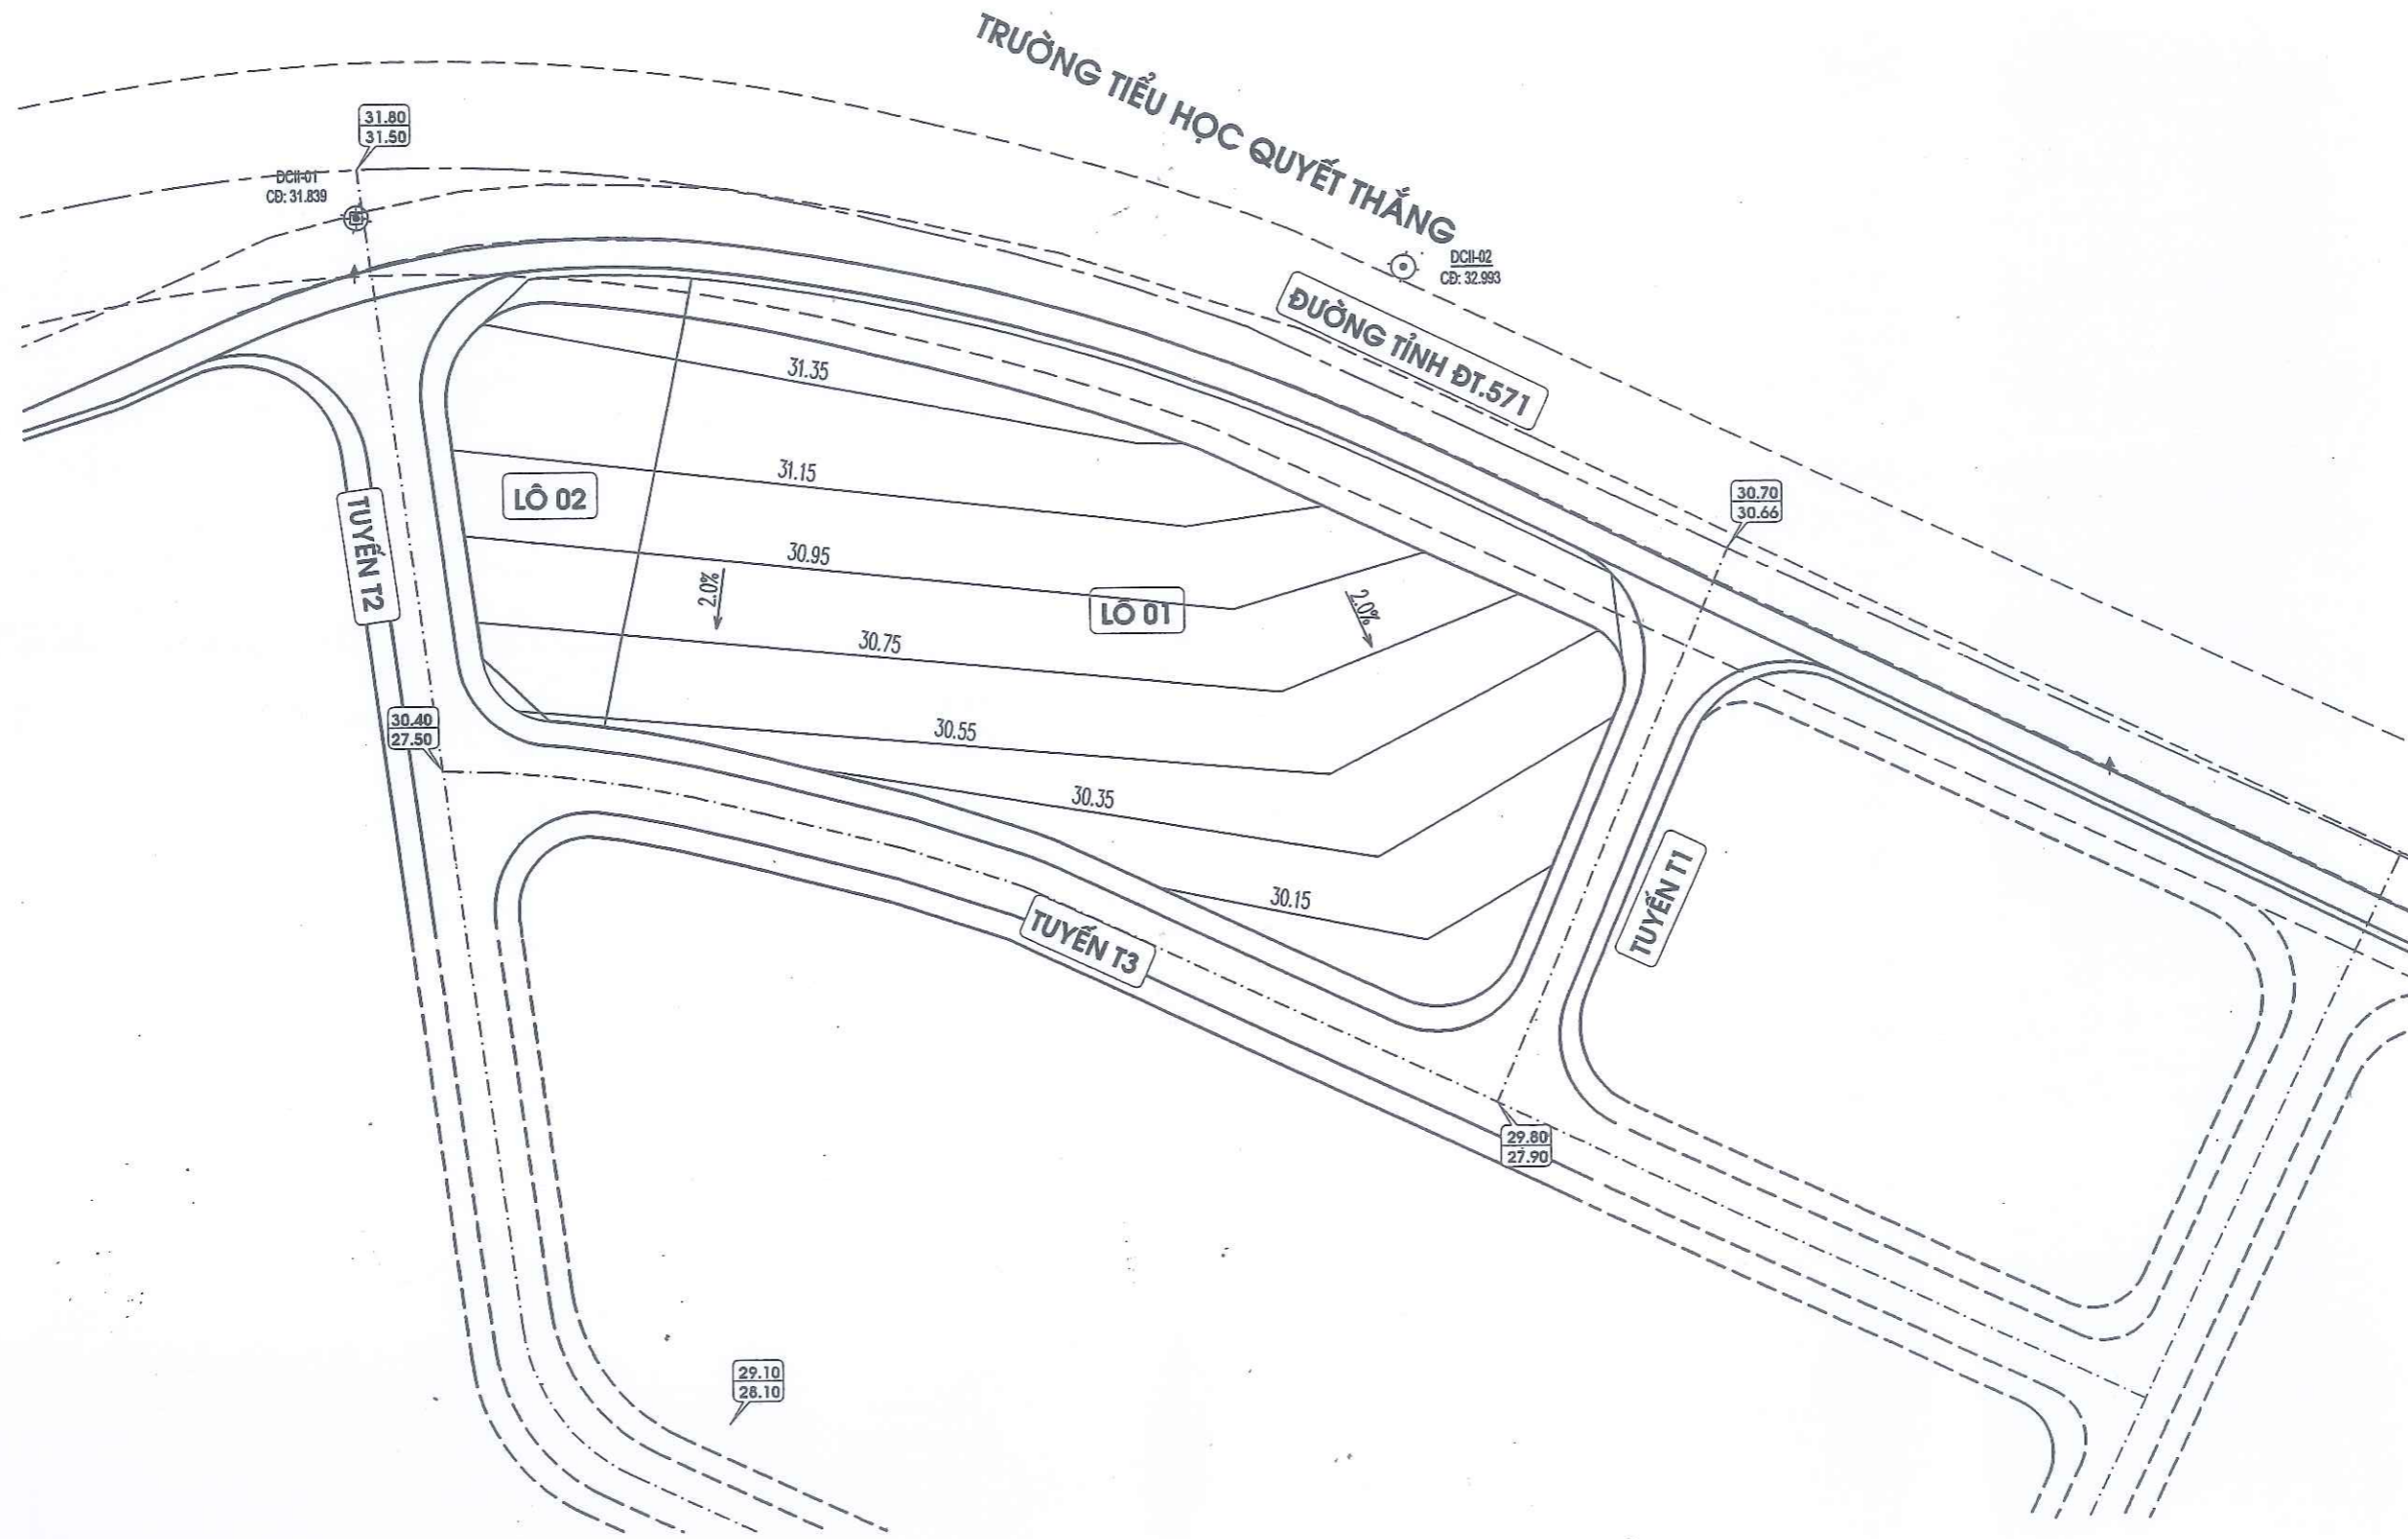 TRƯỜNG TIỂU HỌC QUYẾT THẮNG
31.80
31.50
DCII-01
CĐ: 31.839
DCII-02
CĐ: 32.993
ĐƯỜNG TỈNH ĐT.571
31.35
31.15
LÔ 02
TUYẾN T2
30.70
30.66
30.95
2.0%
LÔ 01
2.0%
30.75
30.40
27.50
30.55
30.35
30.15
TUYẾN T1
TUYẾN T3
29.80
27.90
29.10
28.10